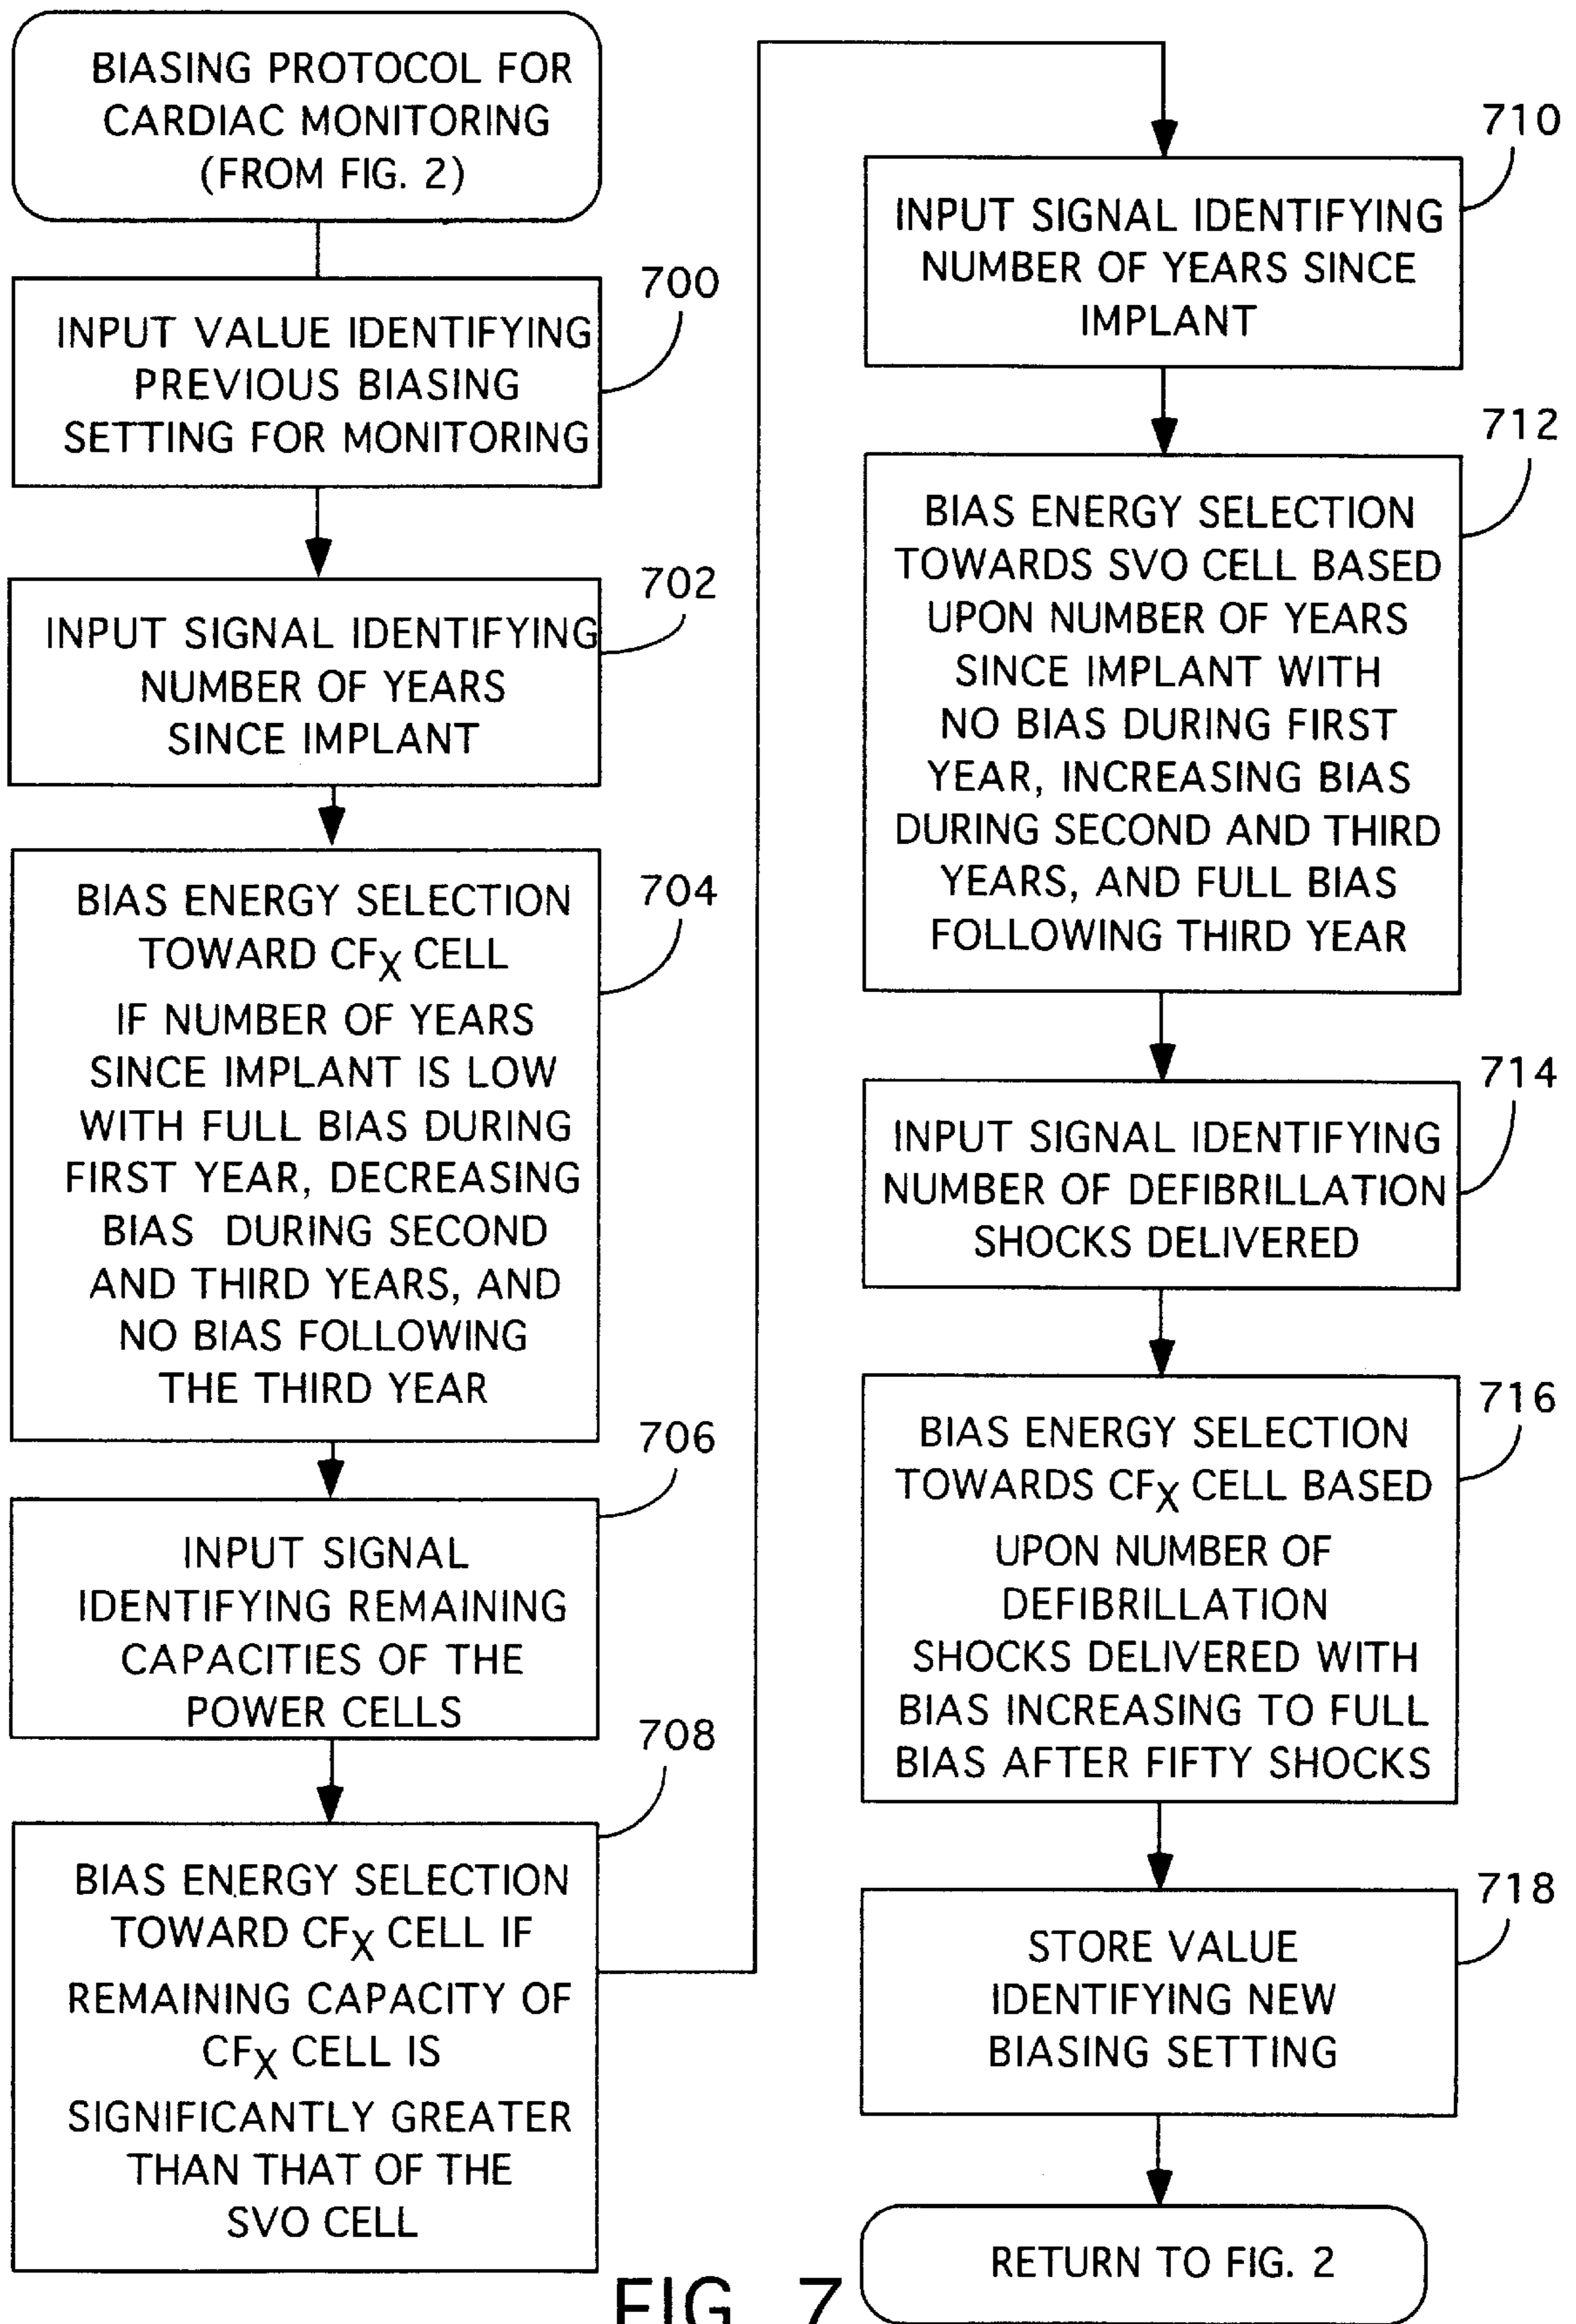 BIASING PROTOCOL FOR
CARDIAC MONITORING
(FROM FIG. 2)
700
INPUT VALUE IDENTIFYING
PREVIOUS BIASING
SETTING FOR MONITORING
702
INPUT SIGNAL IDENTIFYING
NUMBER OF YEARS
SINCE IMPLANT
704
BIAS ENERGY SELECTION
TOWARD CFX CELL
IF NUMBER OF YEARS
SINCE IMPLANT IS LOW
WITH FULL BIAS DURING
FIRST YEAR, DECREASING
BIAS DURING SECOND
AND THIRD YEARS, AND
NO BIAS FOLLOWING
THE THIRD YEAR
706
INPUT SIGNAL
IDENTIFYING REMAINING
CAPACITIES OF THE
POWER CELLS
708
BIAS ENERGY SELECTION
TOWARD CFX CELL IF
REMAINING CAPACITY OF
CFX CELL IS
SIGNIFICANTLY GREATER
THAN THAT OF THE
SVO CELL
710
INPUT SIGNAL IDENTIFYING
NUMBER OF YEARS SINCE
IMPLANT
712
BIAS ENERGY SELECTION
TOWARDS SVO CELL BASED
UPON NUMBER OF YEARS
SINCE IMPLANT WITH
NO BIAS DURING FIRST
YEAR, INCREASING BIAS
DURING SECOND AND THIRD
YEARS, AND FULL BIAS
FOLLOWING THIRD YEAR
714
INPUT SIGNAL IDENTIFYING
NUMBER OF DEFIBRILLATION
SHOCKS DELIVERED
716
BIAS ENERGY SELECTION
TOWARDS CFX CELL BASED
UPON NUMBER OF
DEFIBRILLATION
SHOCKS DELIVERED WITH
BIAS INCREASING TO FULL
BIAS AFTER FIFTY SHOCKS
718
STORE VALUE
IDENTIFYING NEW
BIASING SETTING
RETURN TO FIG. 2
FIG. 7